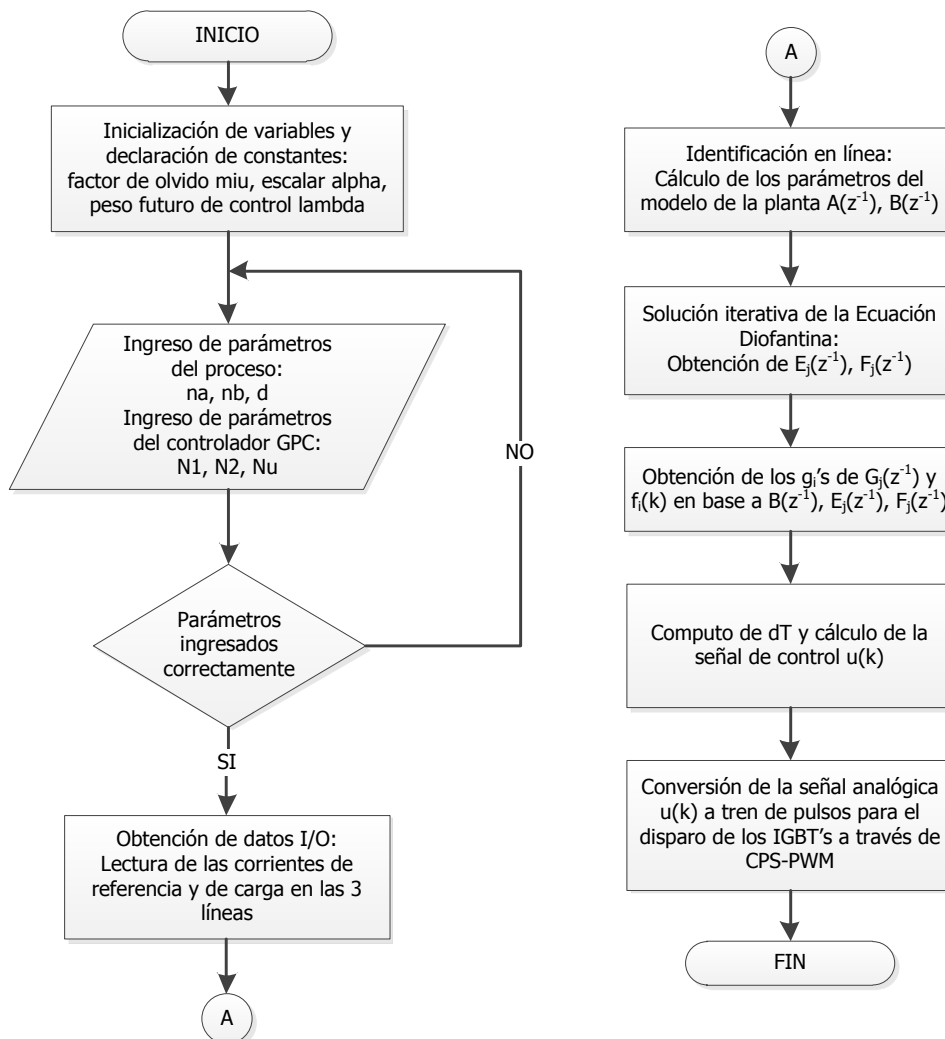 INICIO
Inicialización de variables y
declaración de constantes:
factor de olvido miu, escalar alpha,
peso futuro de control lambda
Ingreso de parámetros
del proceso:
na, nb, d
Ingreso de parámetros
del controlador GPC:
N1, N2, Nu
NO
Parámetros
ingresados
correctamente
SI
Obtención de datos I/O:
Lectura de las corrientes de
referencia y de carga en las 3
líneas
A
A
Identificación en línea:
Cálculo de los parámetros del
modelo de la planta A(z⁻¹), B(z⁻¹)
Solución iterativa de la Ecuación
Diofantina:
Obtención de Eⱼ(z⁻¹), Fⱼ(z⁻¹)
Obtención de los gᵢ's de Gⱼ(z⁻¹) y
fᵢ(k) en base a B(z⁻¹), Eⱼ(z⁻¹), Fⱼ(z⁻¹)
Computo de dT y cálculo de la
señal de control u(k)
Conversión de la señal analógica
u(k) a tren de pulsos para el
disparo de los IGBT's a través de
CPS-PWM
FIN